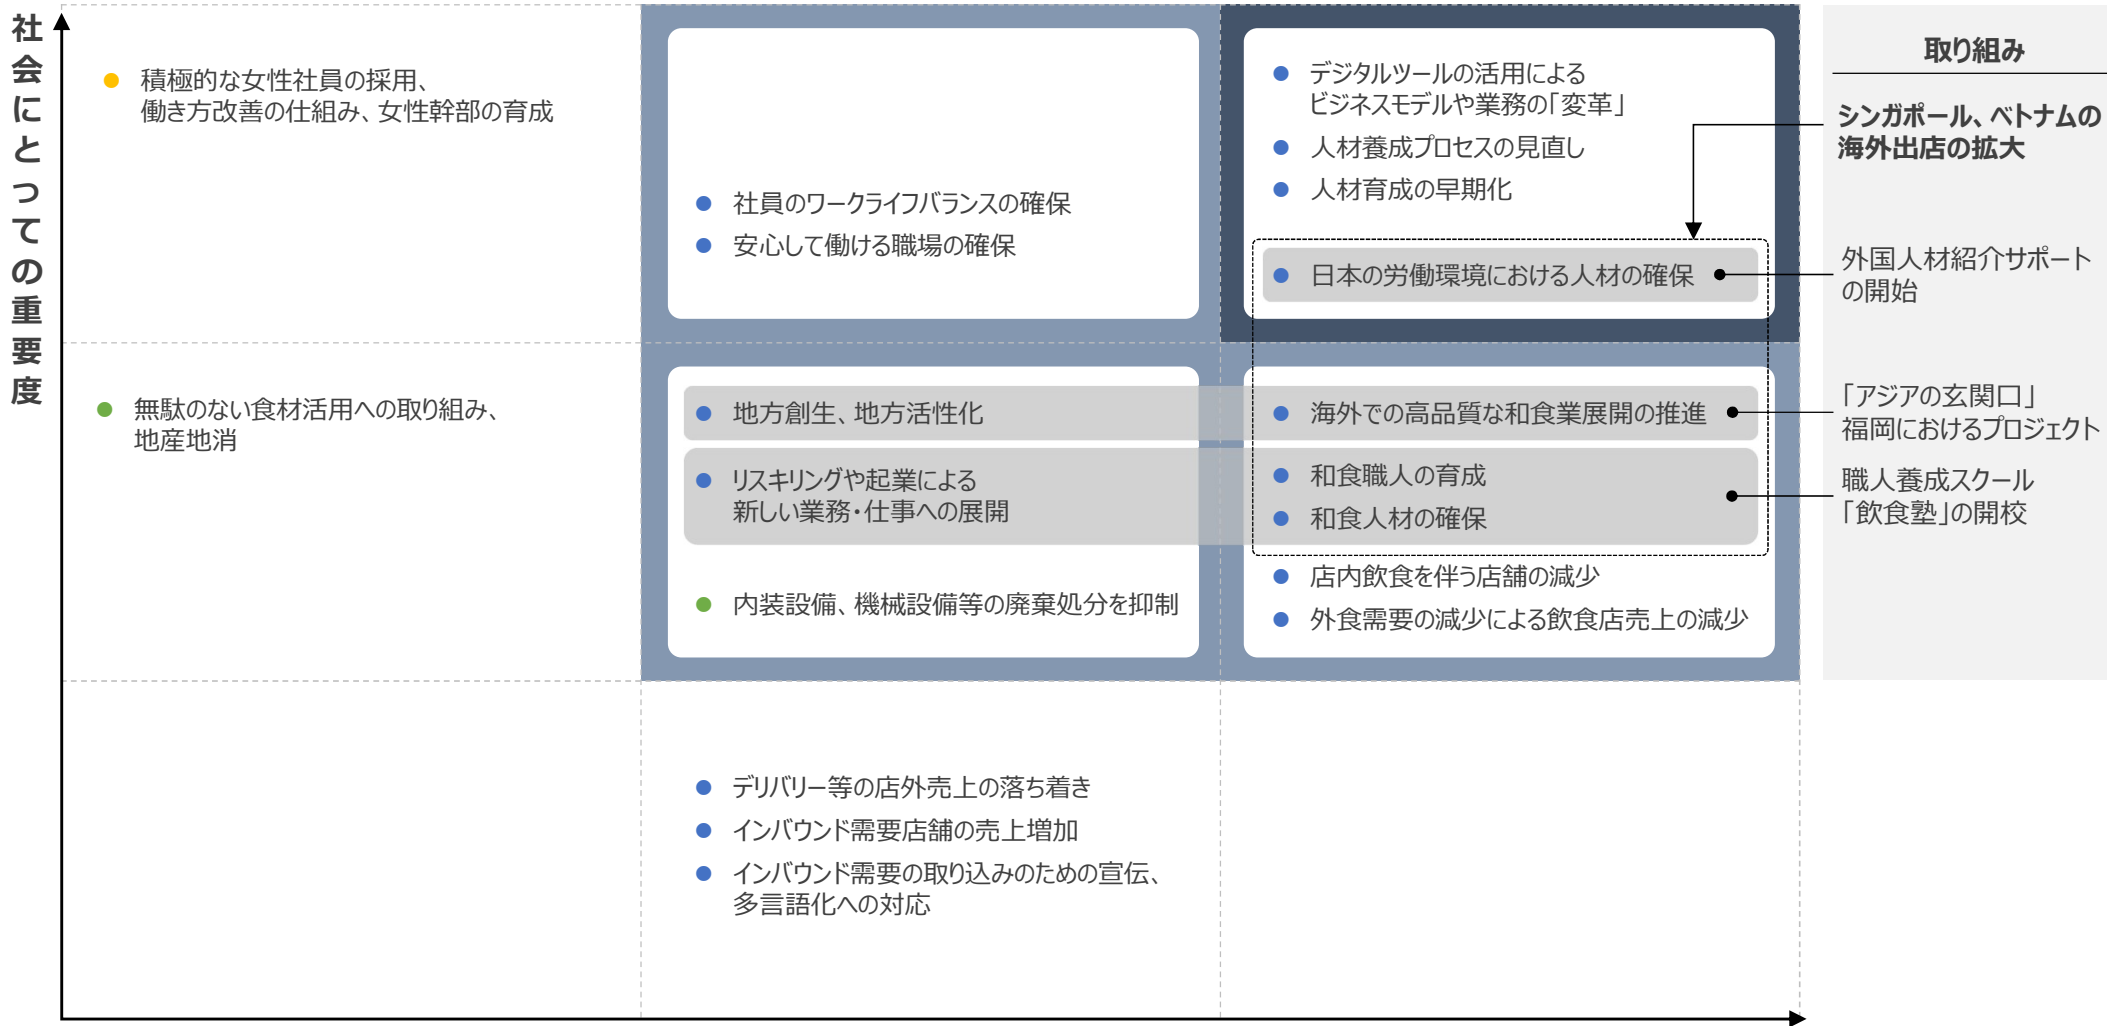 社会にとっての重要度
積極的な女性社員の採用、
働き方改善の仕組み、女性幹部の育成
社員のワークライフバランスの確保
安心して働ける職場の確保
デジタルツールの活用による
ビジネスモデルや業務の「変革」
人材養成プロセスの見直し
人材育成の早期化
日本の労働環境における人材の確保
無駄のない食材活用への取り組み、
地産地消
地方創生、地方活性化
リスキリングや起業による
新しい業務・仕事への展開
内装設備、機械設備等の廃棄処分を抑制
海外での高品質な和食業展開の推進
和食職人の育成
和食人材の確保
店内飲食を伴う店舗の減少
外食需要の減少による飲食店売上の減少
デリバリー等の店外売上の落ち着き
インバウンド需要店舗の売上増加
インバウンド需要の取り込みのための宣伝、
多言語化への対応
取り組み
シンガポール、ベトナムの
海外出店の拡大
外国人材紹介サポート
の開始
「アジアの玄関口」
福岡におけるプロジェクト
職人養成スクール
「飲食塾」の開校